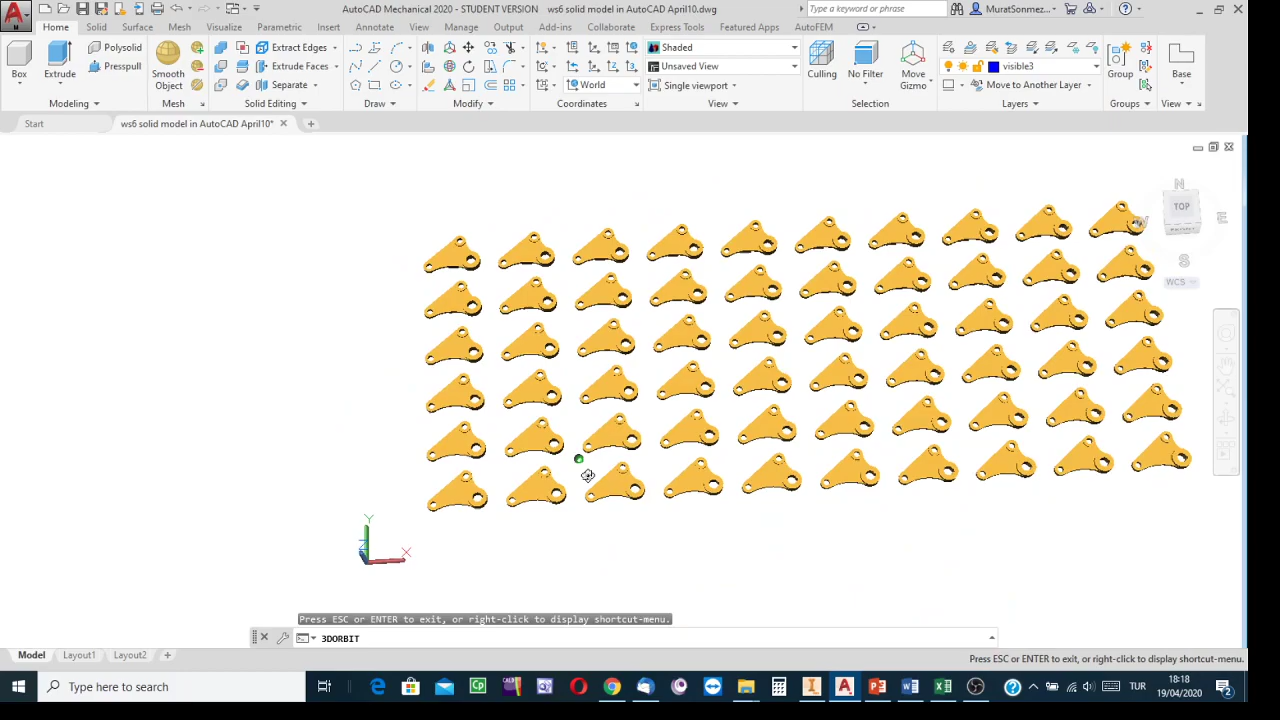 AutoCAD Mechanical 2020 - STUDENT VERSION ws6 solid model in AutoCAD April10.dwg
Type a keyword or phrase
MuratSonmez...
Home Solid Surface Mesh Visualize Parametric Insert Annotate View Manage Output Add-ins Collaborate Express Tools Featured Apps AutoFEM
Box
Extrude
Polysolid
Presspull
Smooth Object
Extract Edges
Extrude Faces
Separate
Shaded
Unsaved View
World
Single viewport
Culling
No Filter
Move Gizmo
visible3
Move to Another Layer
Group
Base
Modeling
Mesh
Solid Editing
Draw
Modify
Coordinates
View
Selection
Layers
Groups
View
Start
ws6 solid model in AutoCAD April10*
N
TOP
E
S
WCS
Y
X
Z
Press ESC or ENTER to exit, or right-click to display shortcut-menu.
3DORBIT
Model Layout1 Layout2
Press ESC or ENTER to exit, or right-click to display shortcut-menu.
Type here to search
TUR
18:18
19/04/2020
2